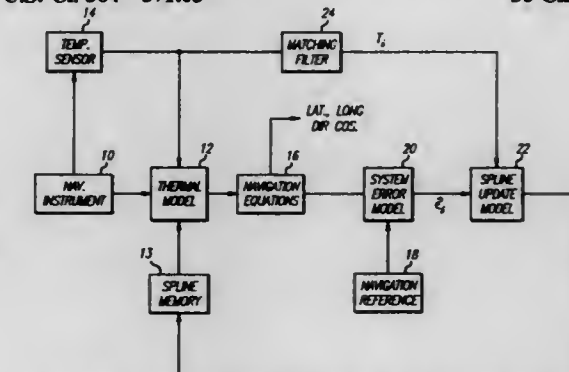 14
TEMP.
SENSOR
24
MATCHING
FILTER
LAT., LONG
DIR COS.
10
NAV.
INSTRUMENT
12
THERMAL
MODEL
16
NAVIGATION
EQUATIONS
20
SYSTEM
ERROR
MODEL
22
SPLINE
UPDATE
MODEL
13
SPLINE
MEMORY
18
NAVIGATION
REFERENCE